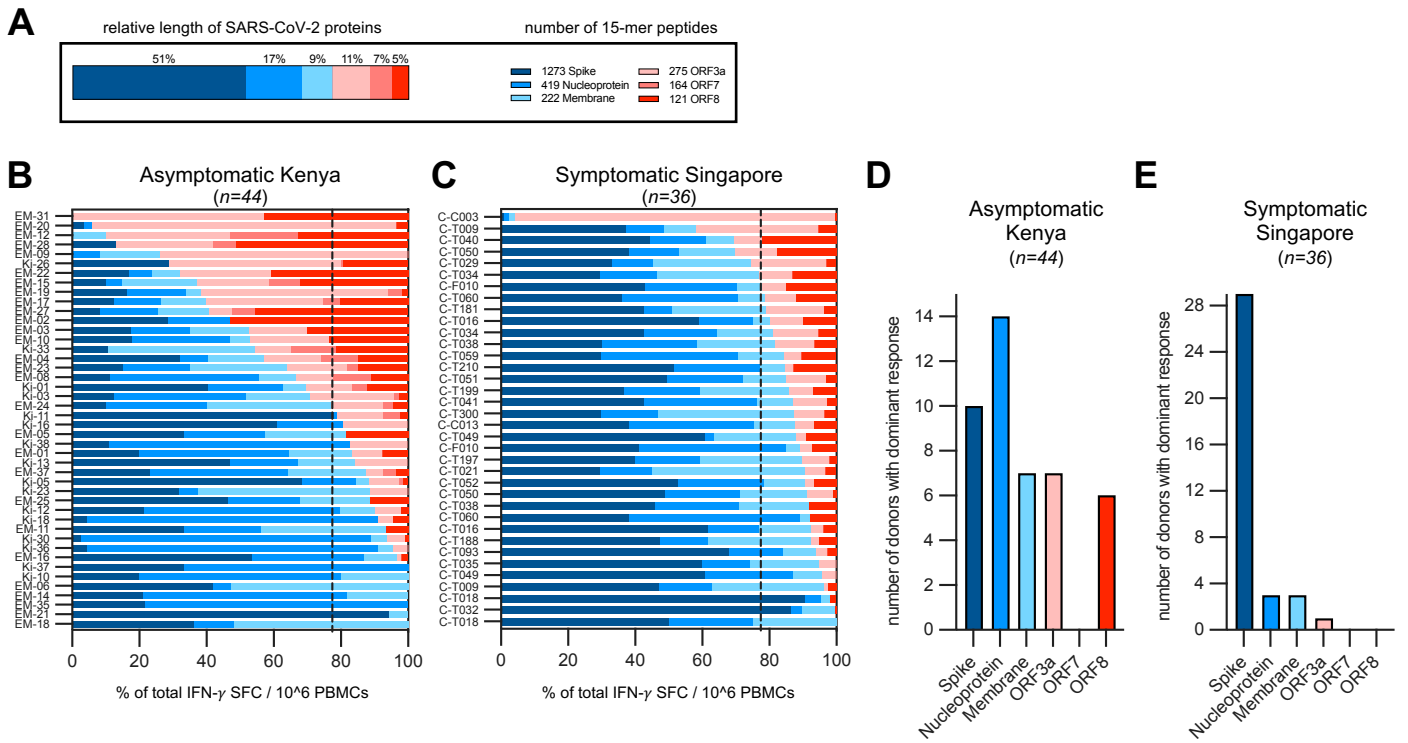 A
relative length of SARS-CoV-2 proteins
number of 15-mer peptides
51%
17%
9%
11%
7%
5%
1273 Spike
419 Nucleoprotein
222 Membrane
275 ORF3a
164 ORF7
121 ORF8
B
Asymptomatic Kenya
(n=44)
EM-31
EM-20
EM-12
EM-28
EM-09
Ki-26
EM-22
EM-15
EM-19
EM-17
EM-27
EM-02
EM-03
EM-10
Ki-33
EM-04
EM-23
EM-08
Ki-01
Ki-03
EM-24
Ki-11
Ki-16
EM-05
Ki-38
EM-01
Ki-13
EM-37
Ki-05
Ki-23
EM-25
Ki-12
Ki-18
EM-11
Ki-30
Ki-36
EM-16
Ki-37
Ki-10
EM-06
EM-14
EM-35
EM-21
EM-18
0
20
40
60
80
100
% of total IFN-γ SFC / 10^6 PBMCs
C
Symptomatic Singapore
(n=36)
C-C003
C-T009
C-T040
C-T050
C-T029
C-T034
C-F010
C-T060
C-T181
C-T016
C-T034
C-T038
C-T059
C-T210
C-T051
C-T199
C-T041
C-T300
C-C013
C-T049
C-F010
C-T197
C-T021
C-T052
C-T050
C-T038
C-T060
C-T016
C-T188
C-T093
C-T035
C-T049
C-T009
C-T018
C-T032
C-T018
0
20
40
60
80
100
% of total IFN-γ SFC / 10^6 PBMCs
D
Asymptomatic
Kenya
(n=44)
number of donors with dominant response
14
12
10
8
6
4
2
0
Spike
Nucleoprotein
Membrane
ORF3a
ORF7
ORF8
E
Symptomatic
Singapore
(n=36)
number of donors with dominant response
28
24
20
16
12
8
4
0
Spike
Nucleoprotein
Membrane
ORF3a
ORF7
ORF8